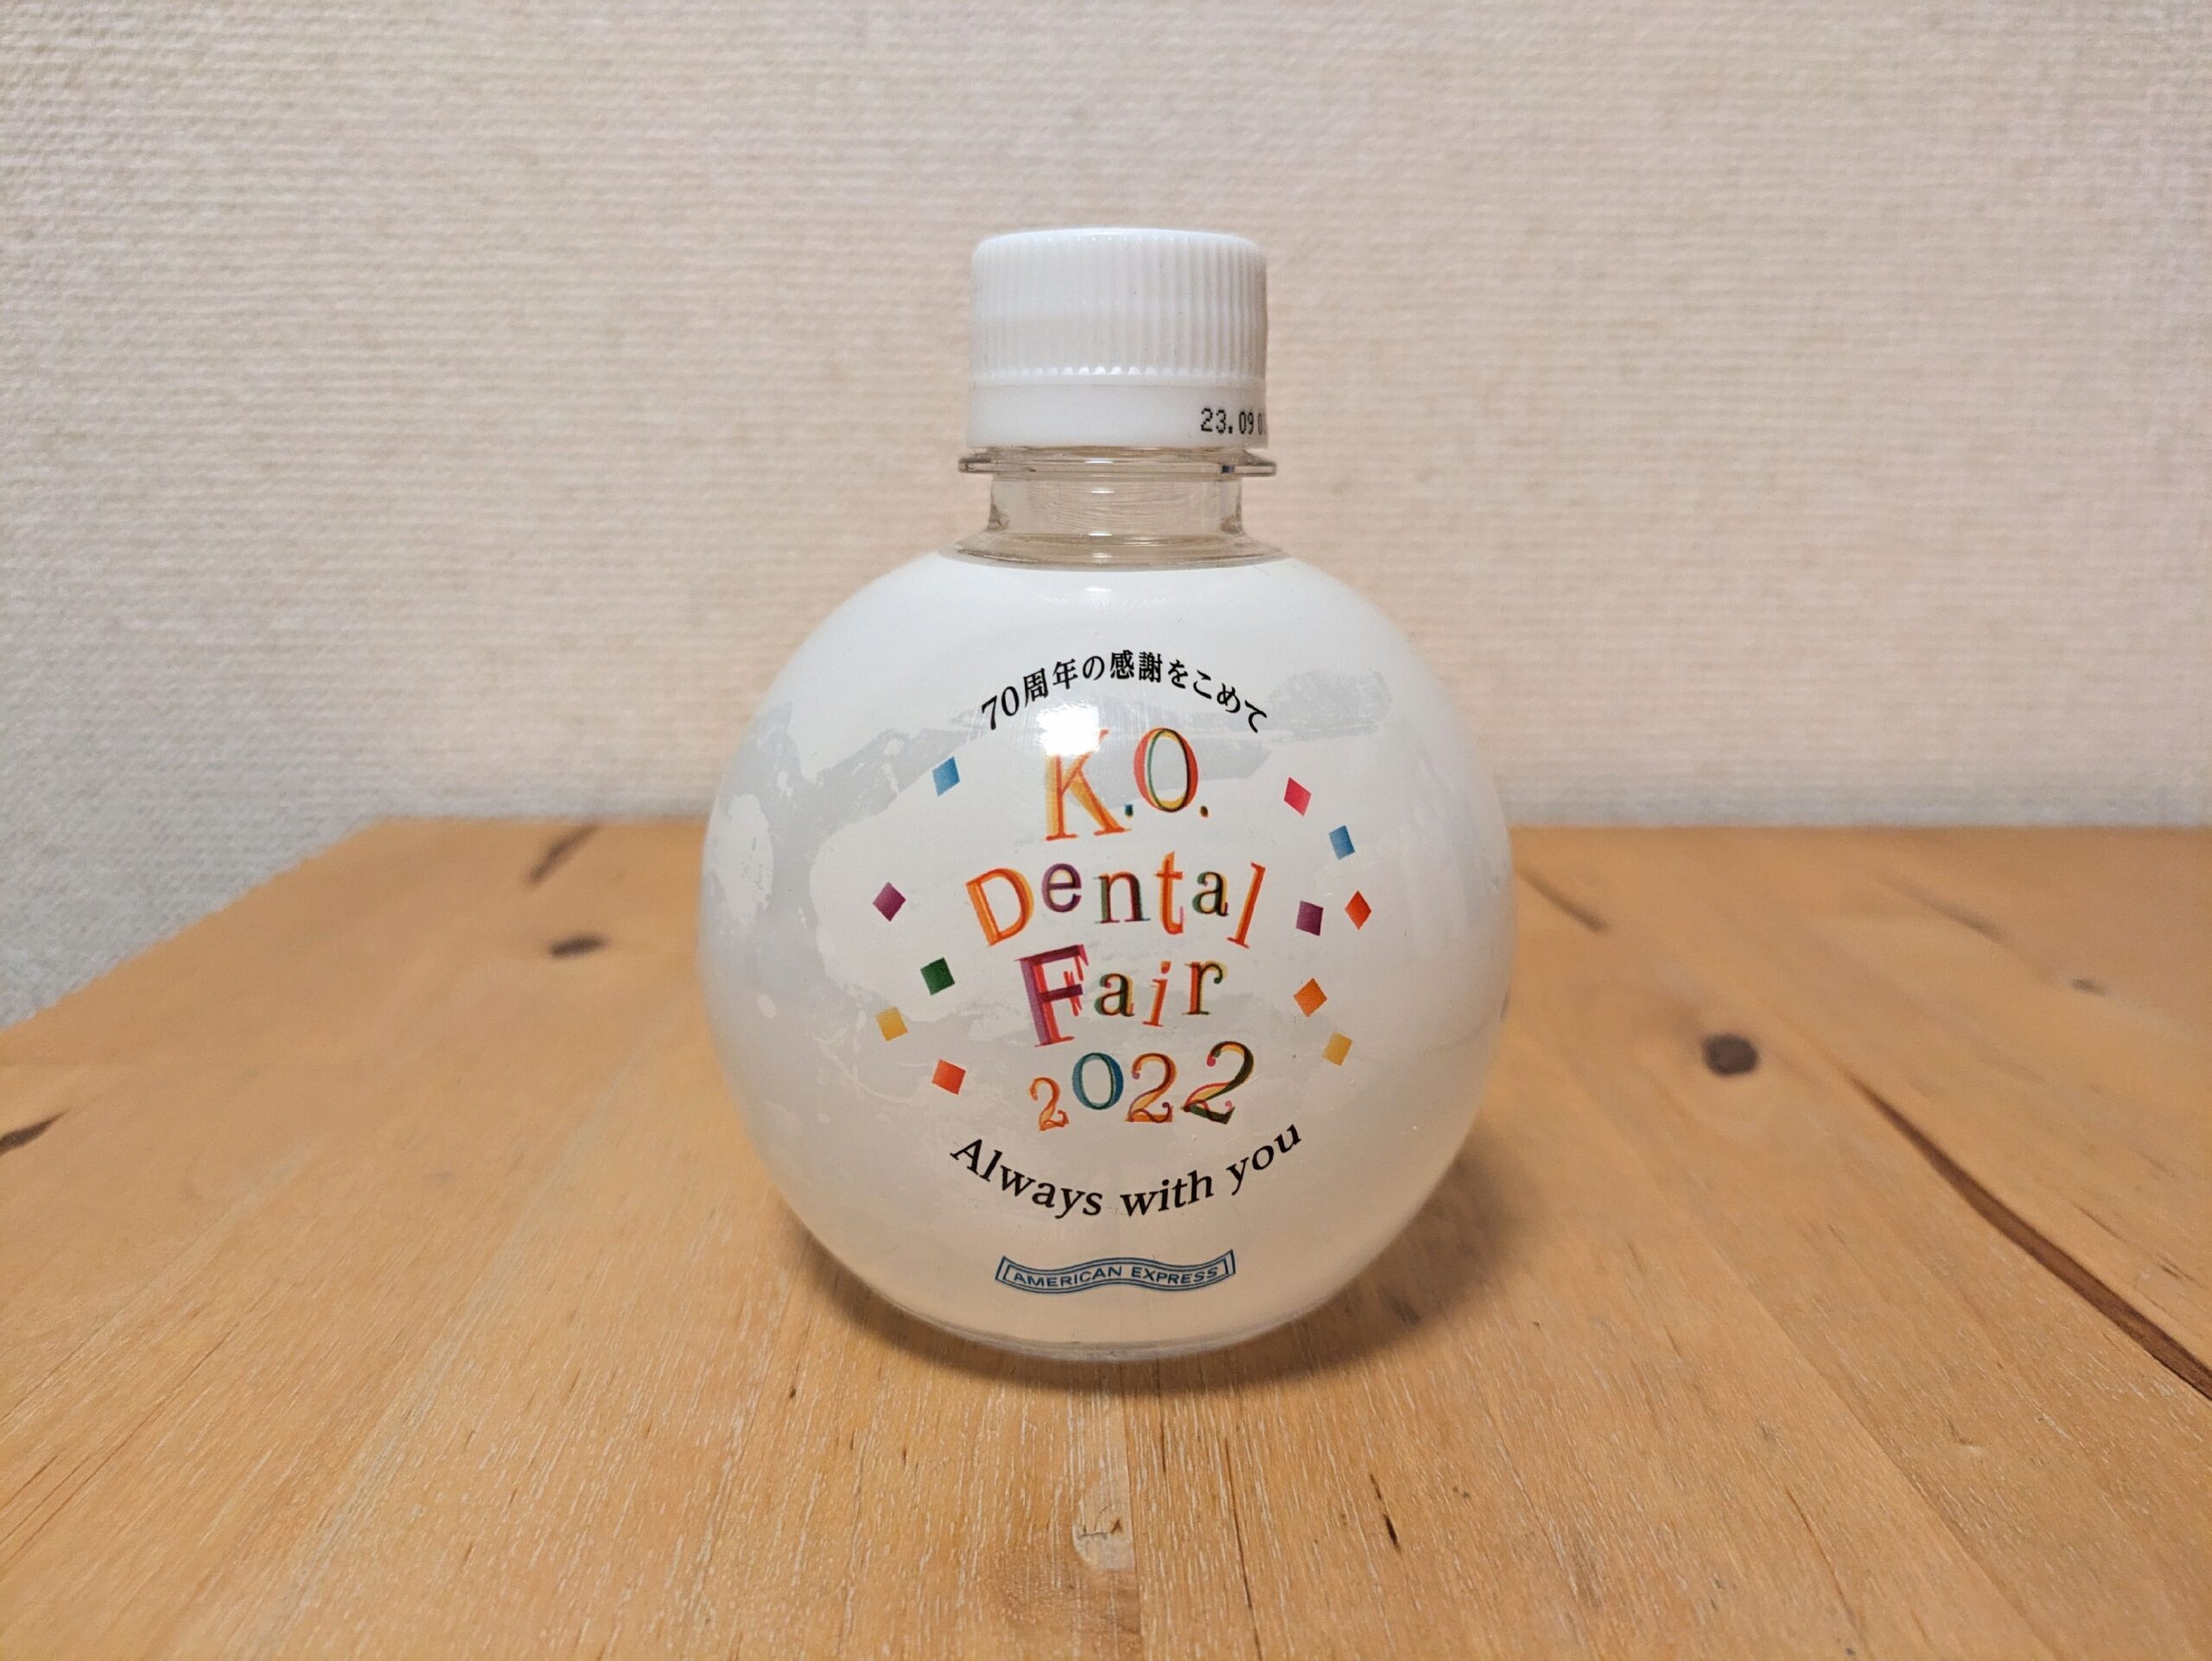 23.09
70周年の感謝をこめて
K.O.
Dental
Fair
2022
Always with you
AMERICAN EXPRESS